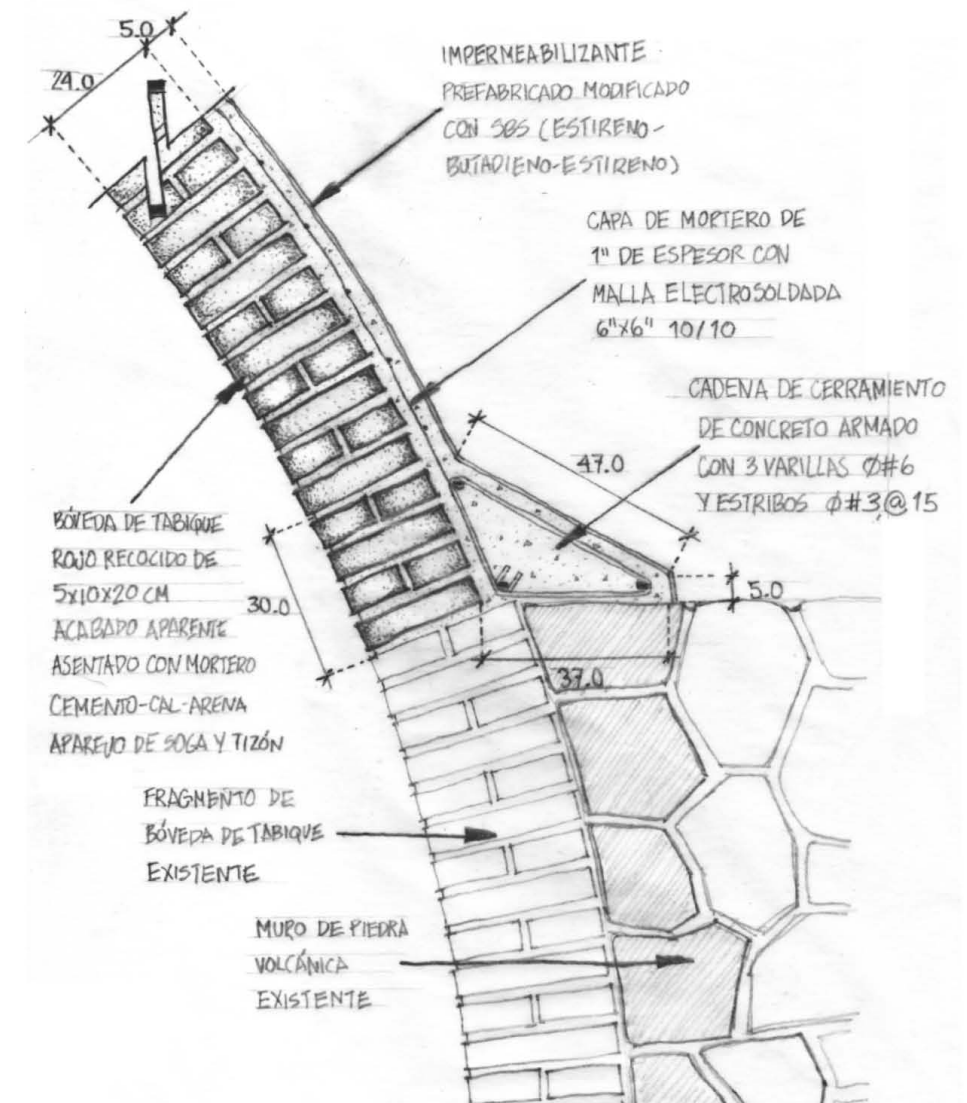 5.0
24.0
IMPERMEABILIZANTE
PREFABRICADO MODIFICADO
CON SBS (ESTIRENO-
BUTADIENO-ESTIRENO)
CAPA DE MORTERO DE
1" DE ESPESOR CON
MALLA ELECTROSOLDADA
6"X6" 10/10
CADENA DE CERRAMIENTO
DE CONCRETO ARMADO
CON 3 VARILLAS Ø#6
Y ESTRIBOS Ø#3@15
47.0
5.0
37.0
30.0
BÓVEDA DE TABIQUE
ROJO RECOCIDO DE
5X10X20 CM
ACABADO APARENTE
ASENTADO CON MORTERO
CEMENTO-CAL-ARENA
APAREJO DE SOGA Y TIZÓN
FRAGMENTO DE
BÓVEDA DE TABIQUE
EXISTENTE
MURO DE PIEDRA
VOLCÁNICA
EXISTENTE